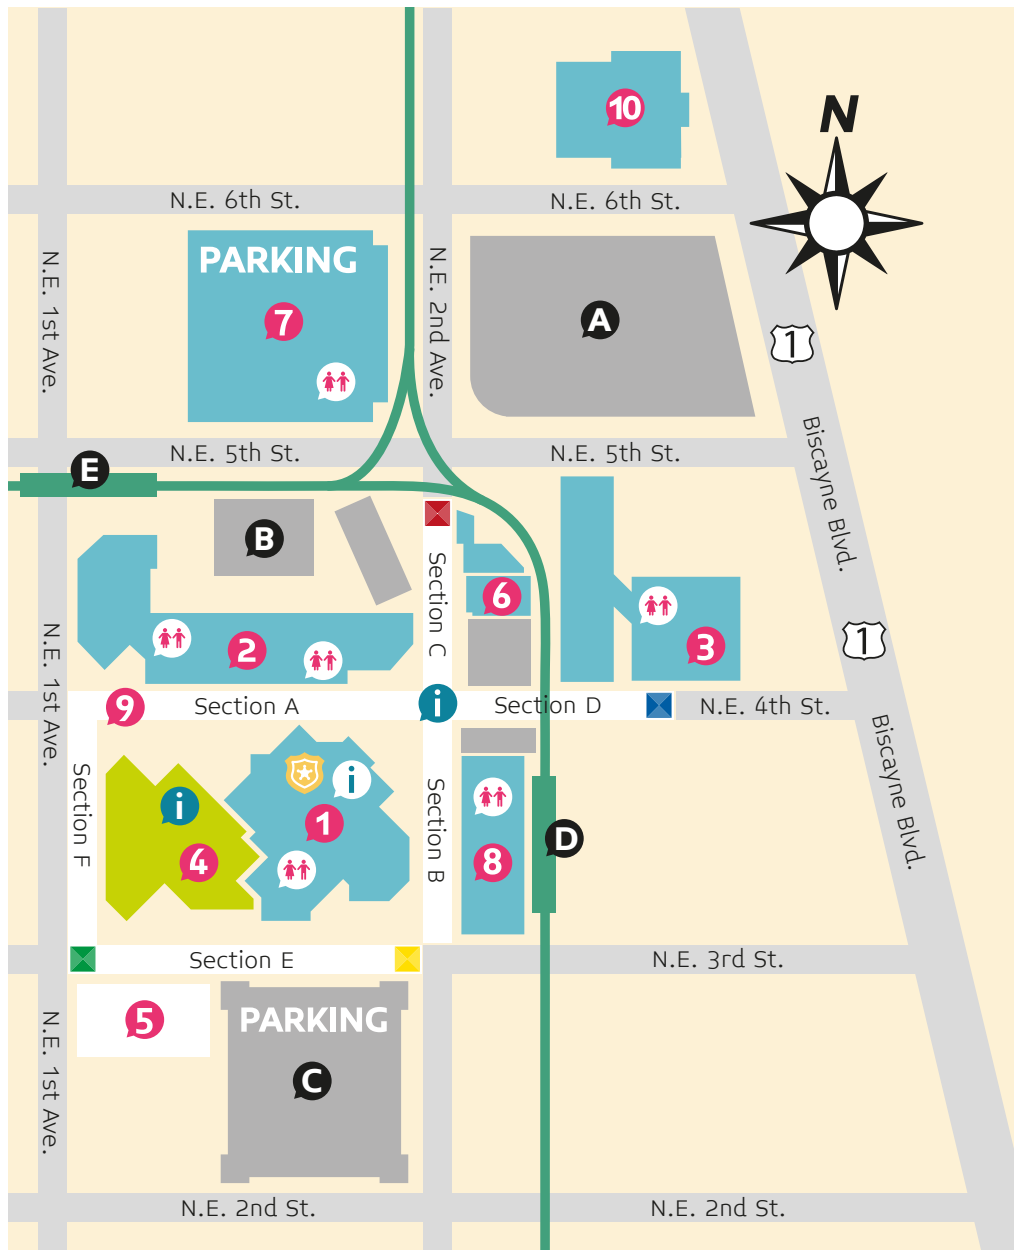 10
N
N.E. 6th St.
N.E. 6th St.
PARKING
N.E. 1st Ave.
N.E. 2nd Ave.
7
A
1
Biscayne Blvd.
N.E. 5th St.
N.E. 5th St.
E
B
Section C
6
3
2
1
N.E. 1st Ave.
9
Section A
i
Section D
N.E. 4th St.
Biscayne Blvd.
Section F
i
i
Section B
1
4
8
D
Section E
N.E. 3rd St.
5
PARKING
N.E. 1st Ave.
C
N.E. 2nd St.
N.E. 2nd St.